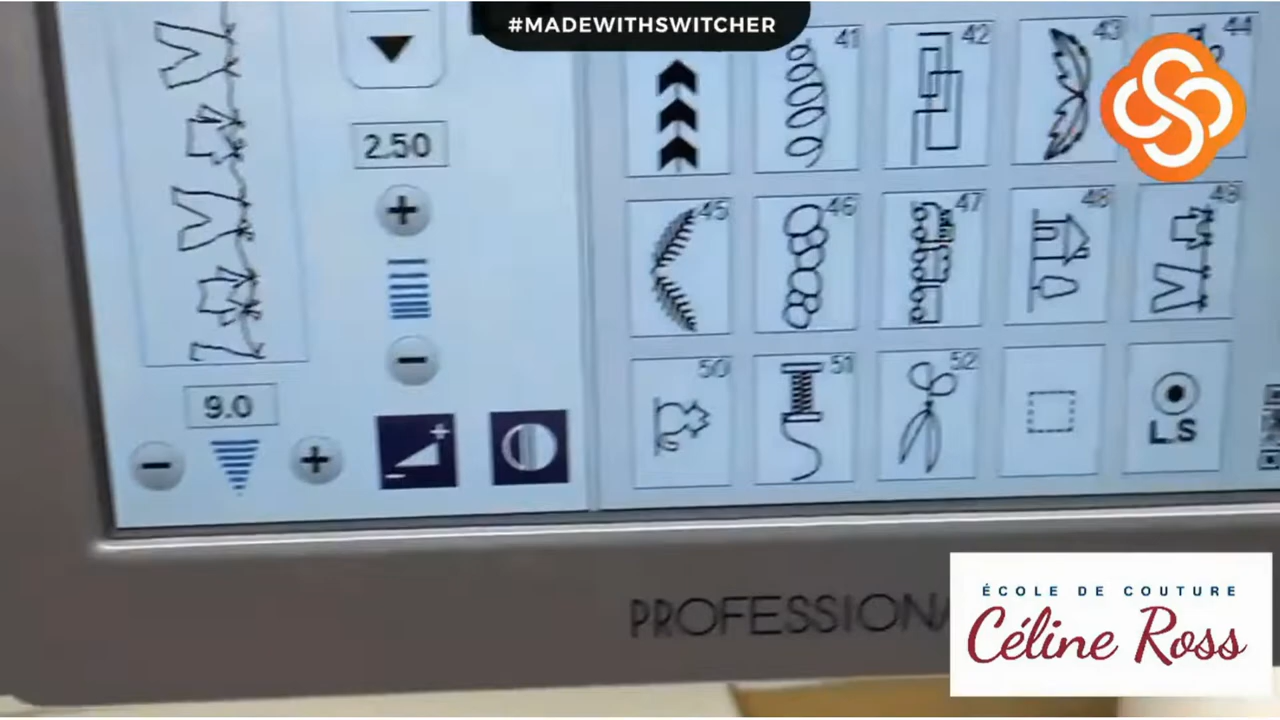 #MADEWITHSWITCHER
41
42
43
44
2.50
45
46
47
48
49
50
51
52
9.0
L.S
PROFESSIONA
ÉCOLE DE COUTURE
Céline Ross